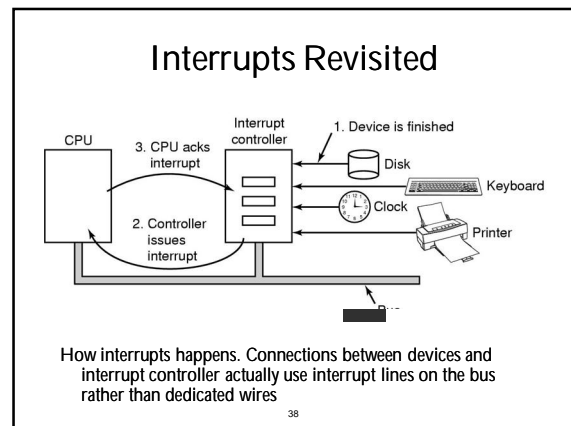 Interrupts Revisited
CPU
3. CPU acks
interrupt
Interrupt
controller
1. Device is finished
Disk
Keyboard
Clock
Printer
2. Controller
issues
interrupt
How interrupts happens. Connections between devices and
interrupt controller actually use interrupt lines on the bus
rather than dedicated wires
38